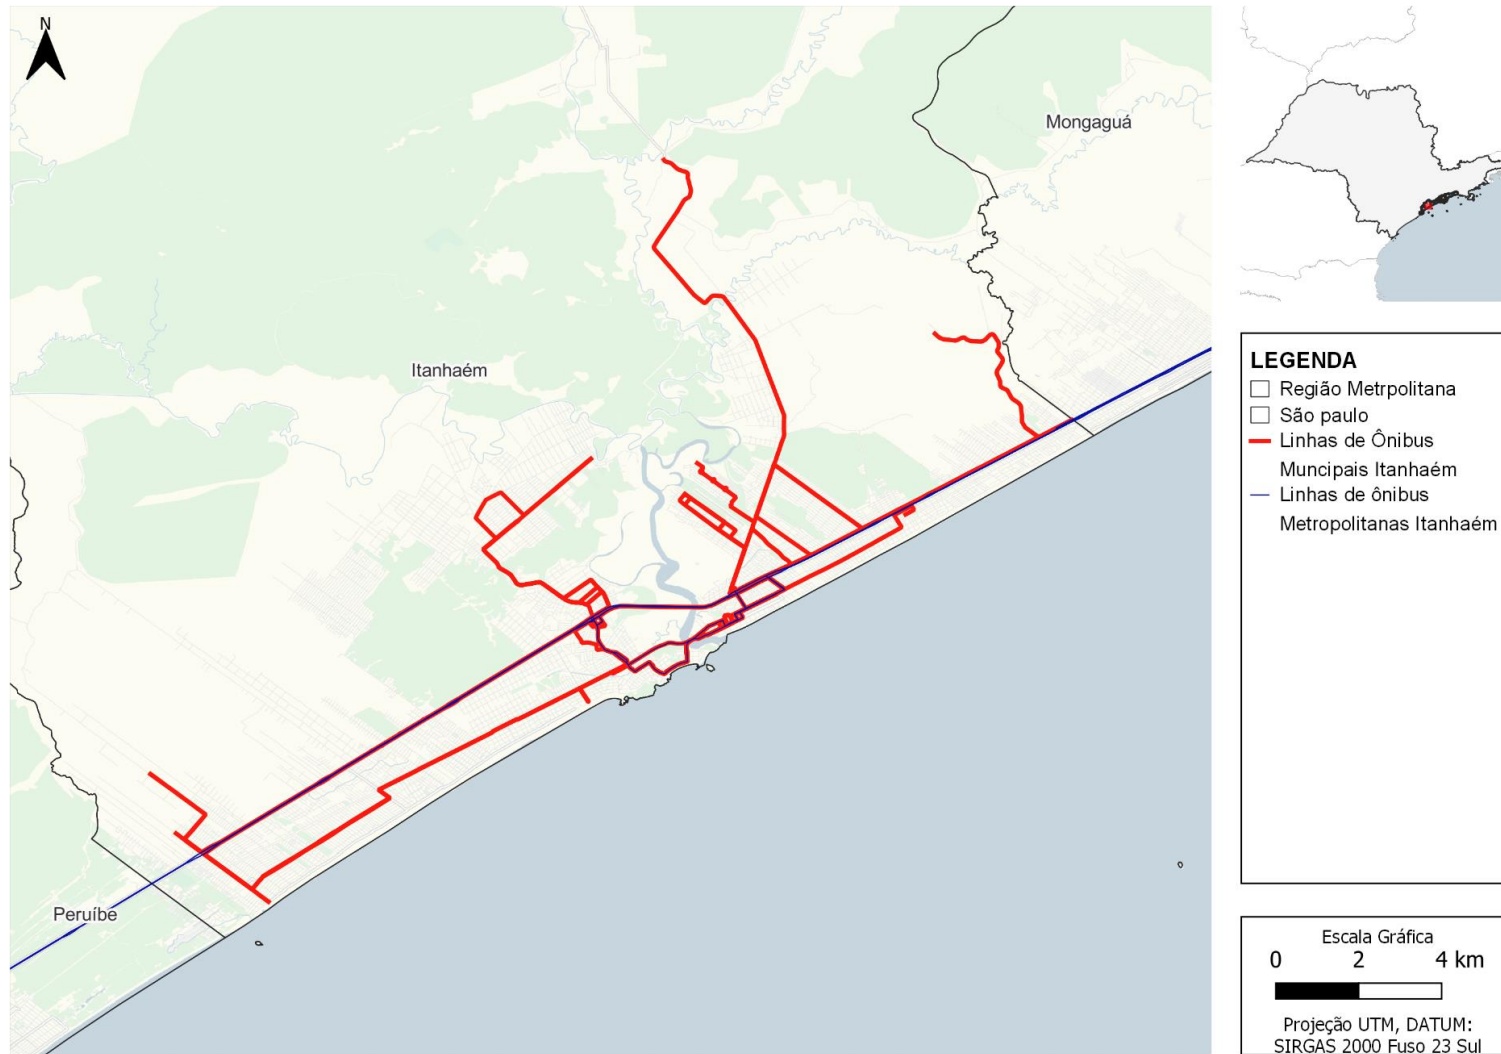 N
Mongaguá
Itanhaém
Peruíbe
LEGENDA
Região Metrpolitana
São paulo
Linhas de Ônibus
Muncipais Itanhaém
Linhas de ônibus
Metropolitanas Itanhaém
Escala Gráfica
0 2 4 km
Projeção UTM, DATUM:
SIRGAS 2000 Fuso 23 Sul